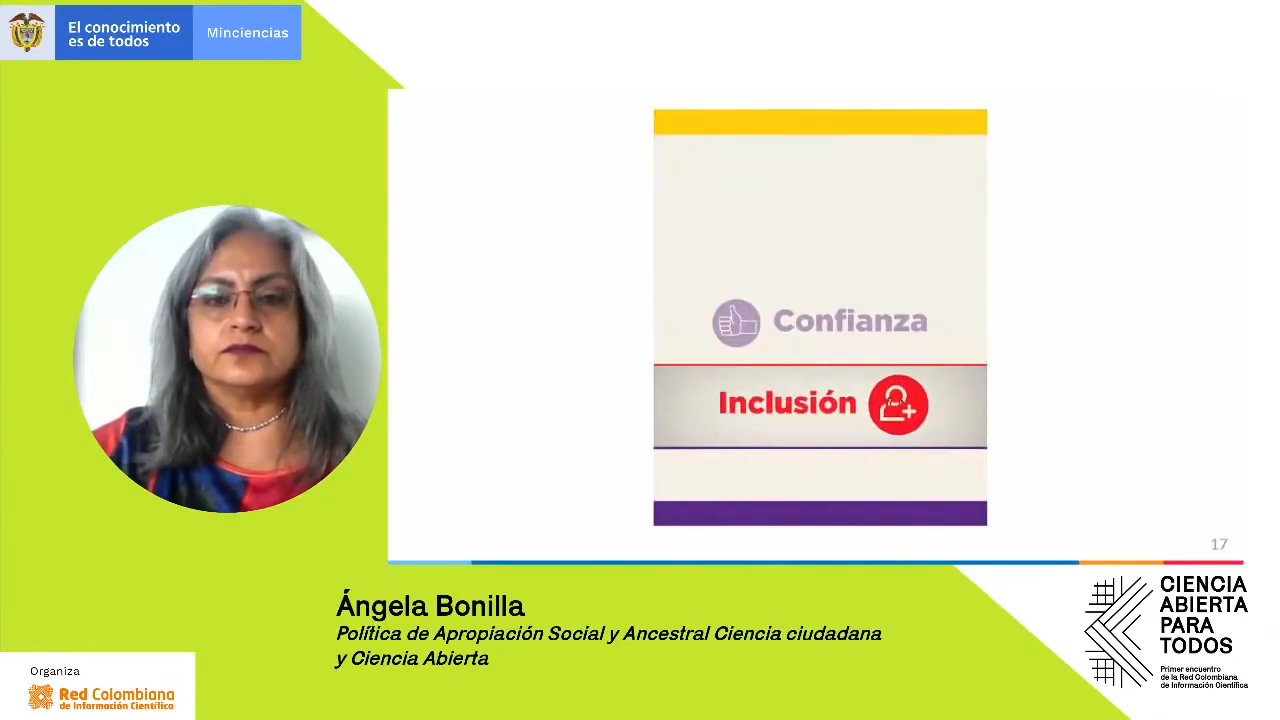 El conocimiento
es de todos
Minciencias
Confianza
Inclusión
17
Ángela Bonilla
Política de Apropiación Social y Ancestral Ciencia ciudadana
y Ciencia Abierta
CIENCIA
ABIERTA
PARA
TODOS
Primer encuentro
de la Red Colombiana
de Información Científica
Organiza
Red Colombiana
de Información Científica